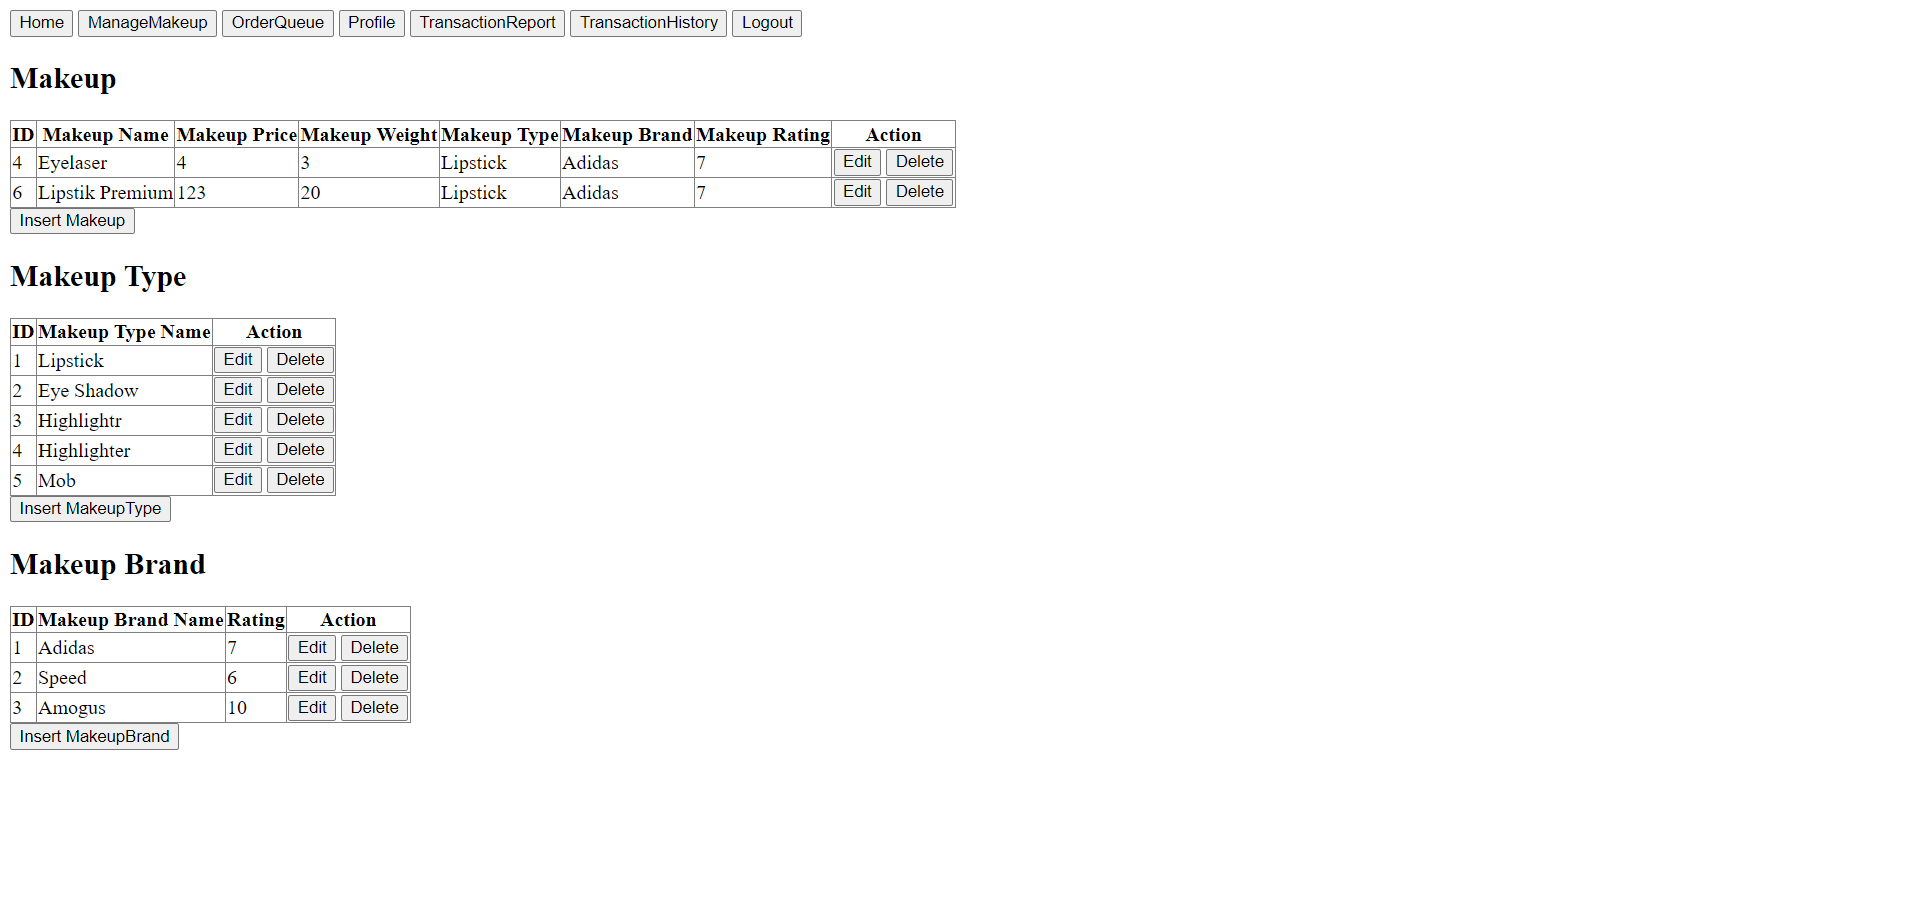 Home ManageMakeup OrderQueue Profile TransactionReport TransactionHistory Logout
Makeup
ID Makeup Name Makeup Price Makeup Weight Makeup Type Makeup Brand Makeup Rating Action
4 Eyelaser 4 3 Lipstick Adidas 7 Edit Delete
6 Lipstik Premium 123 20 Lipstick Adidas 7 Edit Delete
Insert Makeup
Makeup Type
ID Makeup Type Name Action
1 Lipstick Edit Delete
2 Eye Shadow Edit Delete
3 Highlightr Edit Delete
4 Highlighter Edit Delete
5 Mob Edit Delete
Insert MakeupType
Makeup Brand
ID Makeup Brand Name Rating Action
1 Adidas 7 Edit Delete
2 Speed 6 Edit Delete
3 Amogus 10 Edit Delete
Insert MakeupBrand